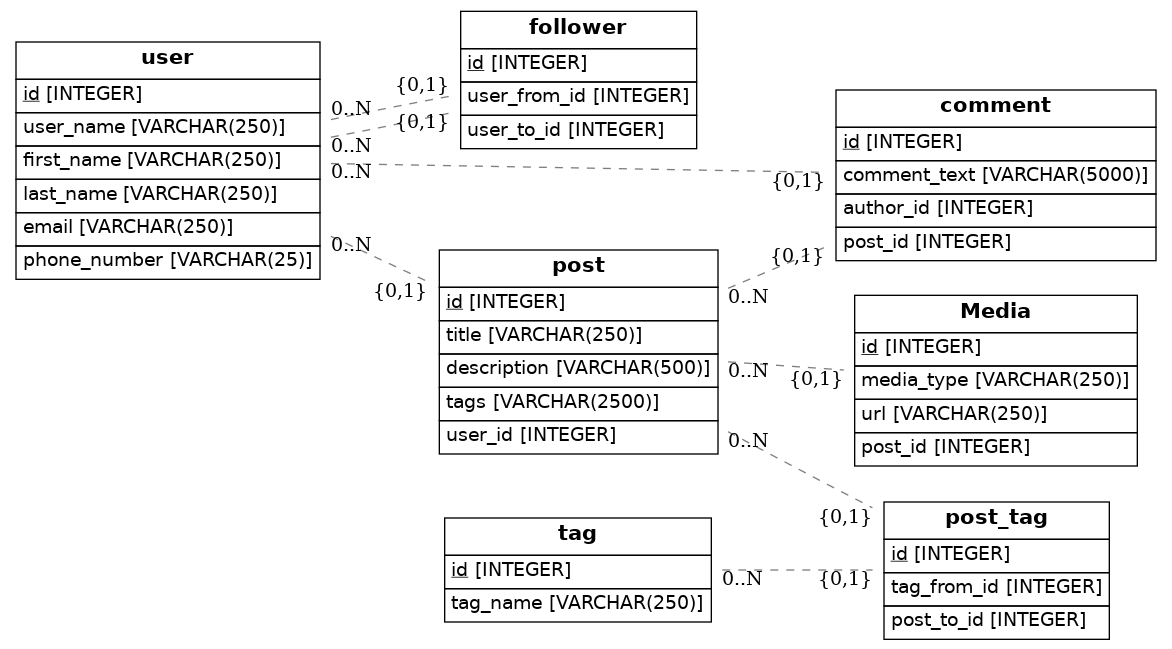 user
id [INTEGER]
user_name [VARCHAR(250)]
first_name [VARCHAR(250)]
last_name [VARCHAR(250)]
email [VARCHAR(250)]
phone_number [VARCHAR(25)]
0..N
{0,1}
0..N
{0,1}
follower
id [INTEGER]
user_from_id [INTEGER]
user_to_id [INTEGER]
0..N
{0,1}
comment
id [INTEGER]
comment_text [VARCHAR(5000)]
author_id [INTEGER]
post_id [INTEGER]
0..N
{0,1}
post
id [INTEGER]
title [VARCHAR(250)]
description [VARCHAR(500)]
tags [VARCHAR(2500)]
user_id [INTEGER]
0..N
{0,1}
0..N
{0,1}
Media
id [INTEGER]
media_type [VARCHAR(250)]
url [VARCHAR(250)]
post_id [INTEGER]
0..N
{0,1}
tag
id [INTEGER]
tag_name [VARCHAR(250)]
0..N
{0,1}
post_tag
id [INTEGER]
tag_from_id [INTEGER]
post_to_id [INTEGER]